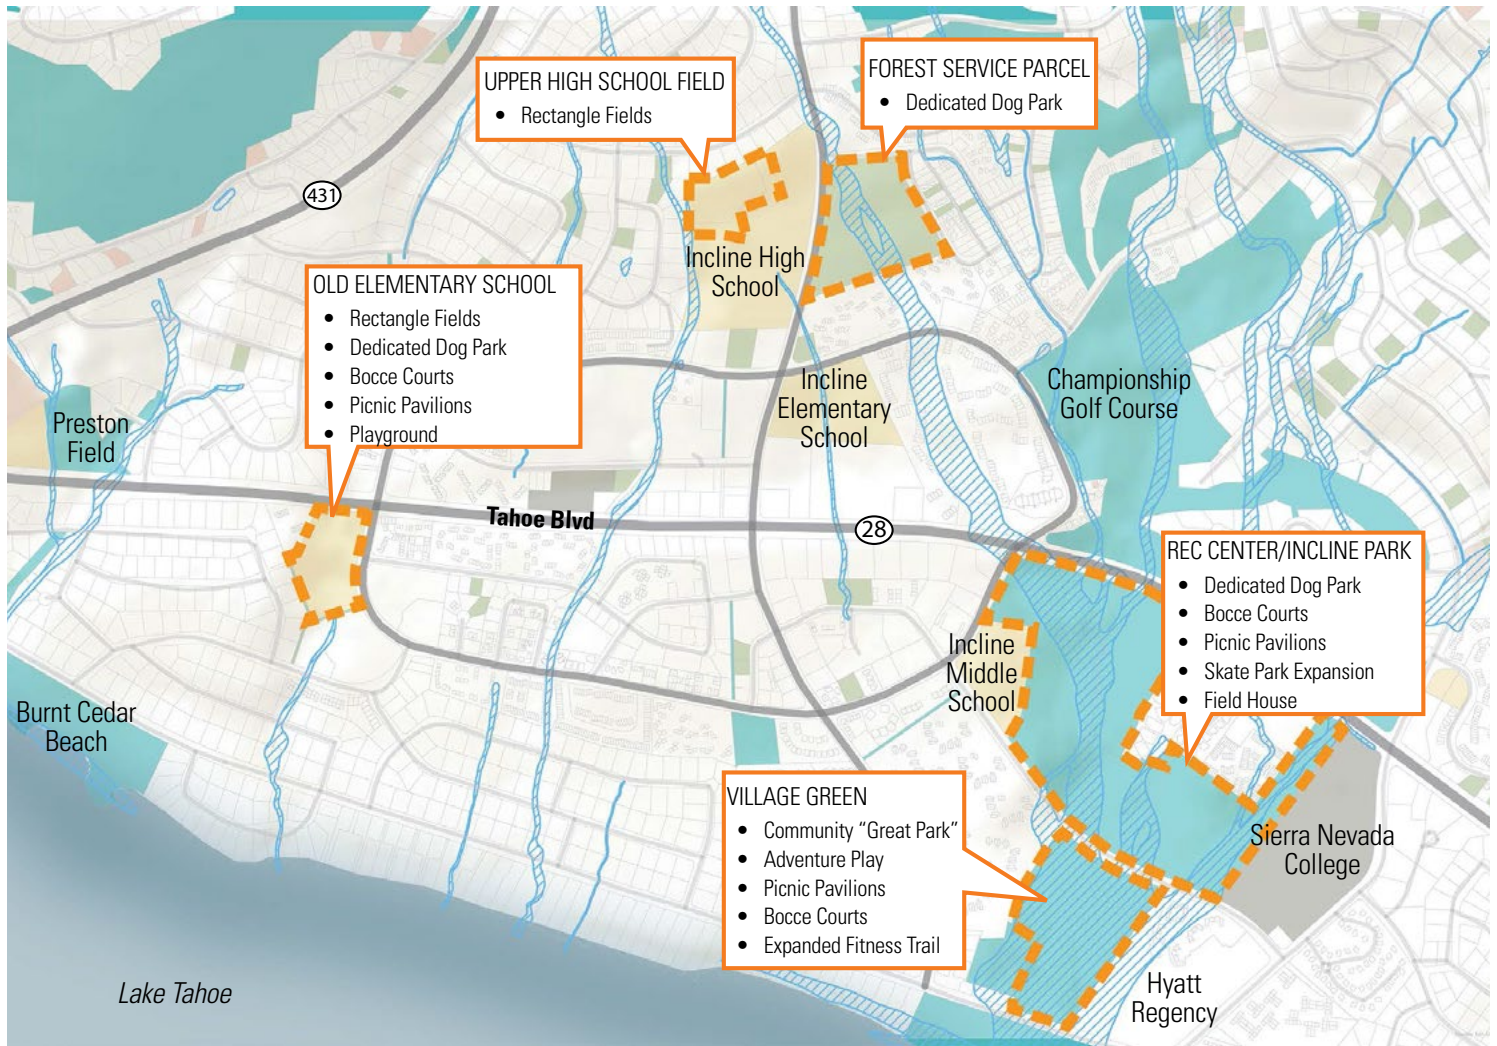 UPPER HIGH SCHOOL FIELD
• Rectangle Fields
FOREST SERVICE PARCEL
• Dedicated Dog Park
431
Incline High
School
OLD ELEMENTARY SCHOOL
• Rectangle Fields
• Dedicated Dog Park
• Bocce Courts
• Picnic Pavilions
• Playground
Incline
Elementary
School
Championship
Golf Course
Preston
Field
Tahoe Blvd
28
REC CENTER/INCLINE PARK
• Dedicated Dog Park
• Bocce Courts
• Picnic Pavilions
• Skate Park Expansion
• Field House
Incline
Middle
School
Burnt Cedar
Beach
VILLAGE GREEN
• Community “Great Park”
• Adventure Play
• Picnic Pavilions
• Bocce Courts
• Expanded Fitness Trail
Sierra Nevada
College
Lake Tahoe
Hyatt
Regency